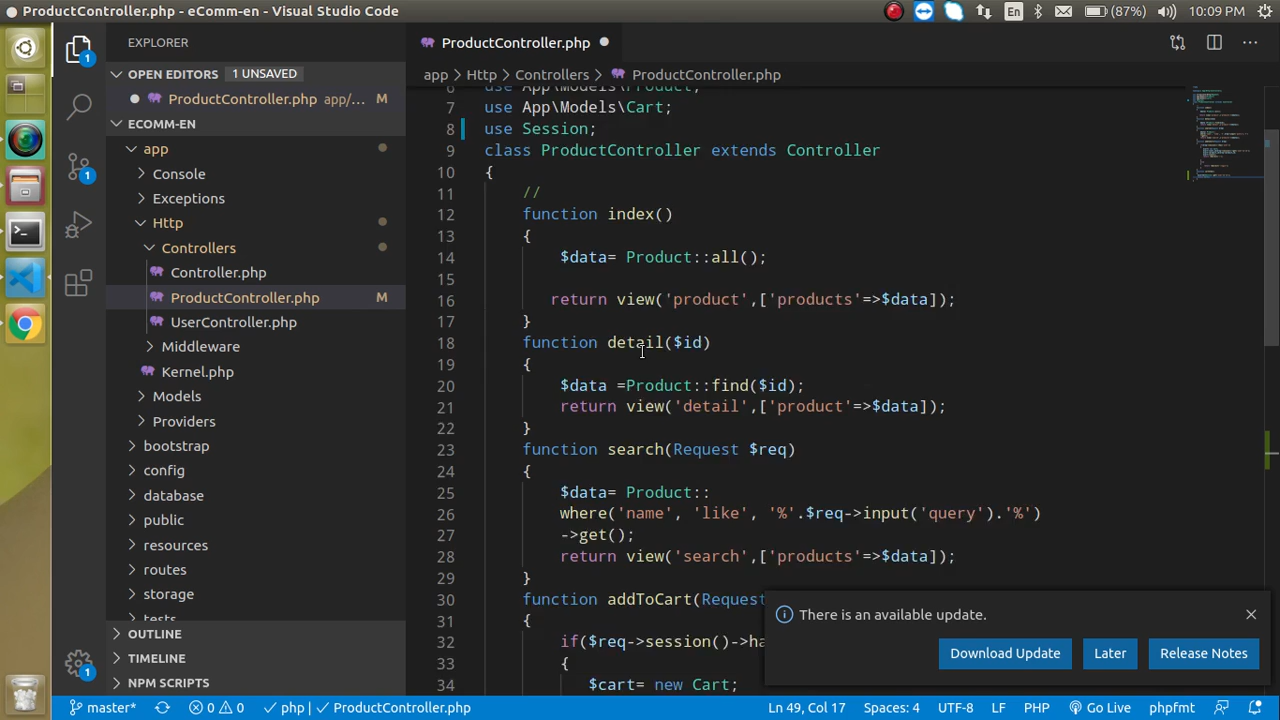 ProductController.php - eComm-en - Visual Studio Code
En
(87%)
10:09 PM
EXPLORER
OPEN EDITORS 1 UNSAVED
ProductController.php app/... M
ECOMM-EN
app
Console
Exceptions
Http
Controllers
Controller.php
ProductController.php M
UserController.php
Middleware
Kernel.php
Models
Providers
bootstrap
config
database
public
resources
routes
storage
tests
OUTLINE
TIMELINE
NPM SCRIPTS
1
1
1
ProductController.php
app > Http > Controllers > ProductController.php
6 use App\Models\Product;
7 use App\Models\Cart;
8 use Session;
9 class ProductController extends Controller
10 {
11 //
12 function index()
13 {
14 $data= Product::all();
15
16 return view('product',['products'=>$data]);
17 }
18 function detail($id)
19 {
20 $data =Product::find($id);
21 return view('detail',['product'=>$data]);
22 }
23 function search(Request $req)
24 {
25 $data= Product::
26 where('name', 'like', '%'.$req->input('query').'%')
27 ->get();
28 return view('search',['products'=>$data]);
29 }
30 function addToCart(Request
31 {
32 if($req->session()->ha
33 {
34 $cart= new Cart;
There is an available update.
Download Update
Later
Release Notes
master*
0
0
php
ProductController.php
Ln 49, Col 17
Spaces: 4
UTF-8
LF
PHP
Go Live
phpfmt